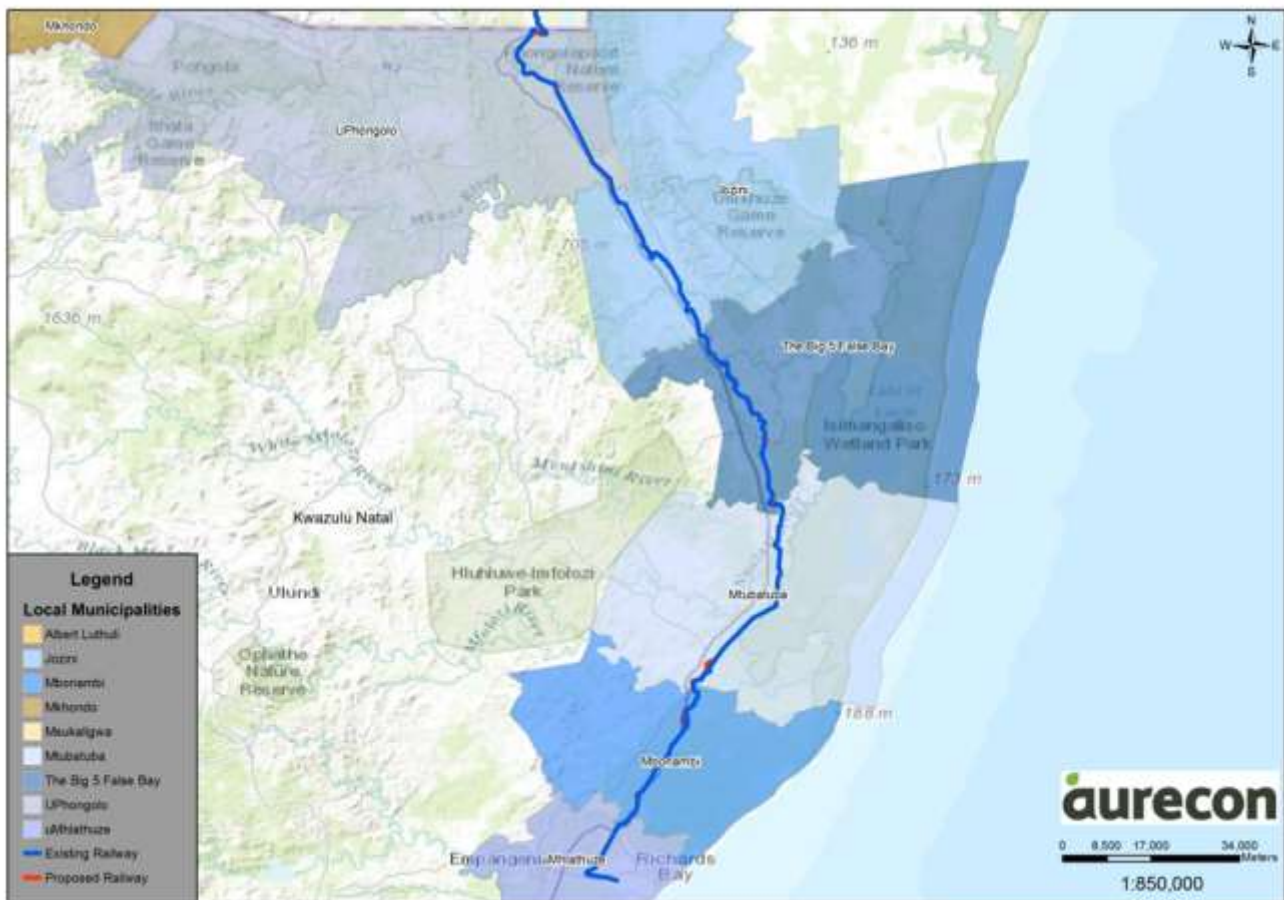 Mkhondo
136 m
N
W E
S
Pongola
Nature
Reserve
UPhongolo
Ithala
Game
Reserve
Mkuze River
Jozini
Game
Reserve
705 m
1636 m
The Big 5 False Bay
Isimangaliso
Wetland Park
173 m
White Imfolozi River
Kwazulu Natal
Hluhluwe-Imfolozi
Park
Ulundi
Mtubatuba
Ophathe
Nature
Reserve
188 m
Mbonambi
Empangeni
uMhlathuze
Richards
Bay
Legend
Local Municipalities
Albert Luthuli
Jozini
Mbonambi
Mkhondo
Msukaligwa
Mtubatuba
The Big 5 False Bay
UPhongolo
uMhlathuze
Existing Railway
Proposed Railway
aurecon
0 8,500 17,000 34,000
Meters
1:850,000